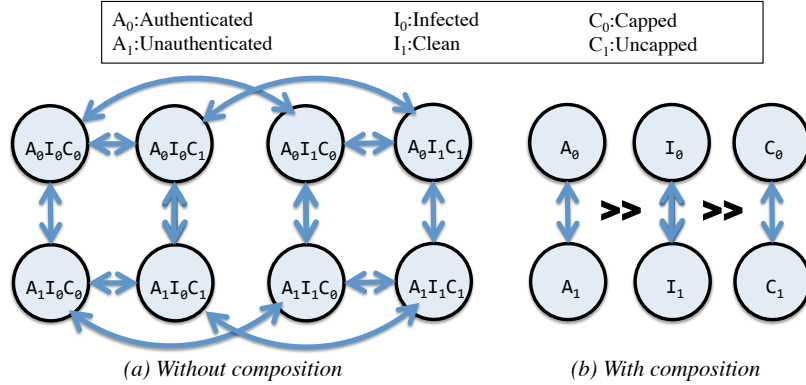 A₀:Authenticated I₀:Infected C₀:Capped
A₁:Unauthenticated I₁:Clean C₁:Uncapped
A₀I₀C₀ A₀I₀C₁ A₀I₁C₀ A₀I₁C₁ A₀ I₀ C₀
>> >>
A₁I₀C₀ A₁I₀C₁ A₁I₁C₀ A₁I₁C₁ A₁ I₁ C₁
(a) Without composition (b) With composition